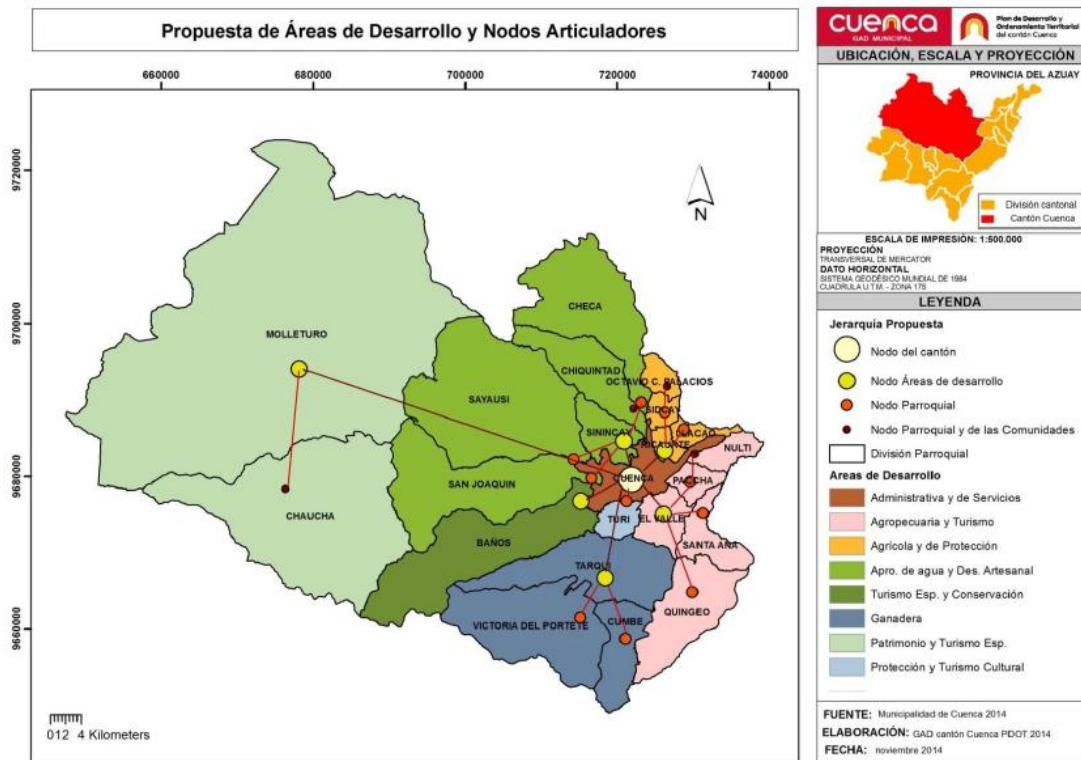 Propuesta de Áreas de Desarrollo y Nodos Articuladores
660000
680000
700000
720000
740000
9720000
9700000
9680000
9660000
N
CHECA
MOLLETURO
CHIQUINTAD
OCTAVIO C. PALACIOS
SAYAUSI
SIDCAY
SININCAY
LLACAO
RICAURTE
NULTI
CUENCA
SAN JOAQUIN
PACCHA
CHAUCHA
TURI
EL VALLE
BAÑOS
SANTA ANA
TARQUI
QUINGEO
VICTORIA DEL PORTETE
CUMBE
012 4 Kilometers
cuenca
GAD MUNICIPAL
Plan de Desarrollo y
Ordenamiento Territorial
del cantón Cuenca
UBICACIÓN, ESCALA Y PROYECCIÓN
PROVINCIA DEL AZUAY
División cantonal
Cantón Cuenca
ESCALA DE IMPRESIÓN: 1:500.000
PROYECCIÓN
TRANSVERSAL DE MERCATOR
DATO HORIZONTAL
SISTEMA GEODÉSICO MUNDIAL DE 1984
CUADRULA U.T.M. - ZONA 17S
LEYENDA
Jerarquía Propuesta
Nodo del cantón
Nodo Áreas de desarrollo
Nodo Parroquial
Nodo Parroquial y de las Comunidades
División Parroquial
Areas de Desarrollo
Administrativa y de Servicios
Agropecuaria y Turismo
Agrícola y de Protección
Apro. de agua y Des. Artesanal
Turismo Esp. y Conservación
Ganadera
Patrimonio y Turismo Esp.
Protección y Turismo Cultural
FUENTE: Municipalidad de Cuenca 2014
ELABORACIÓN: GAD cantón Cuenca PDOT 2014
FECHA: noviembre 2014